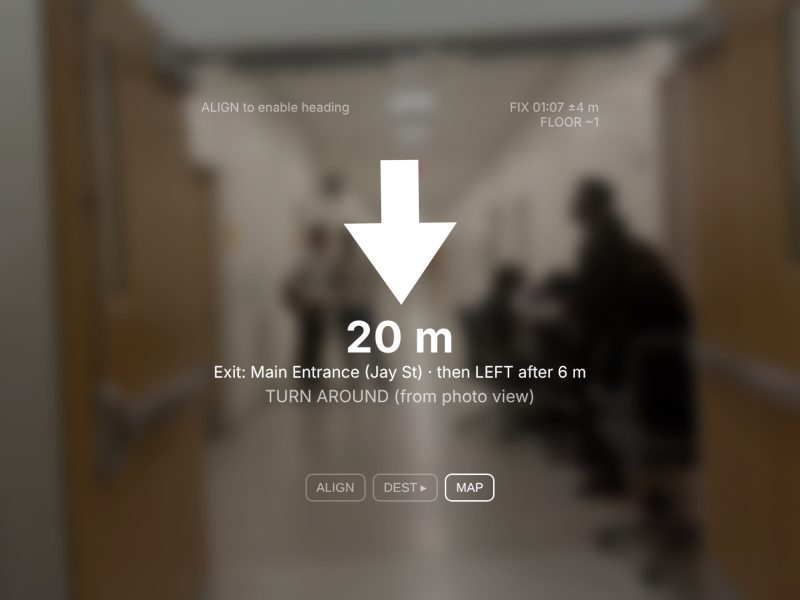 ALIGN to enable heading
FIX 01:07 ±4 m
FLOOR ~1
20 m
Exit: Main Entrance (Jay St) · then LEFT after 6 m
TURN AROUND (from photo view)
ALIGN
DEST ▸
MAP